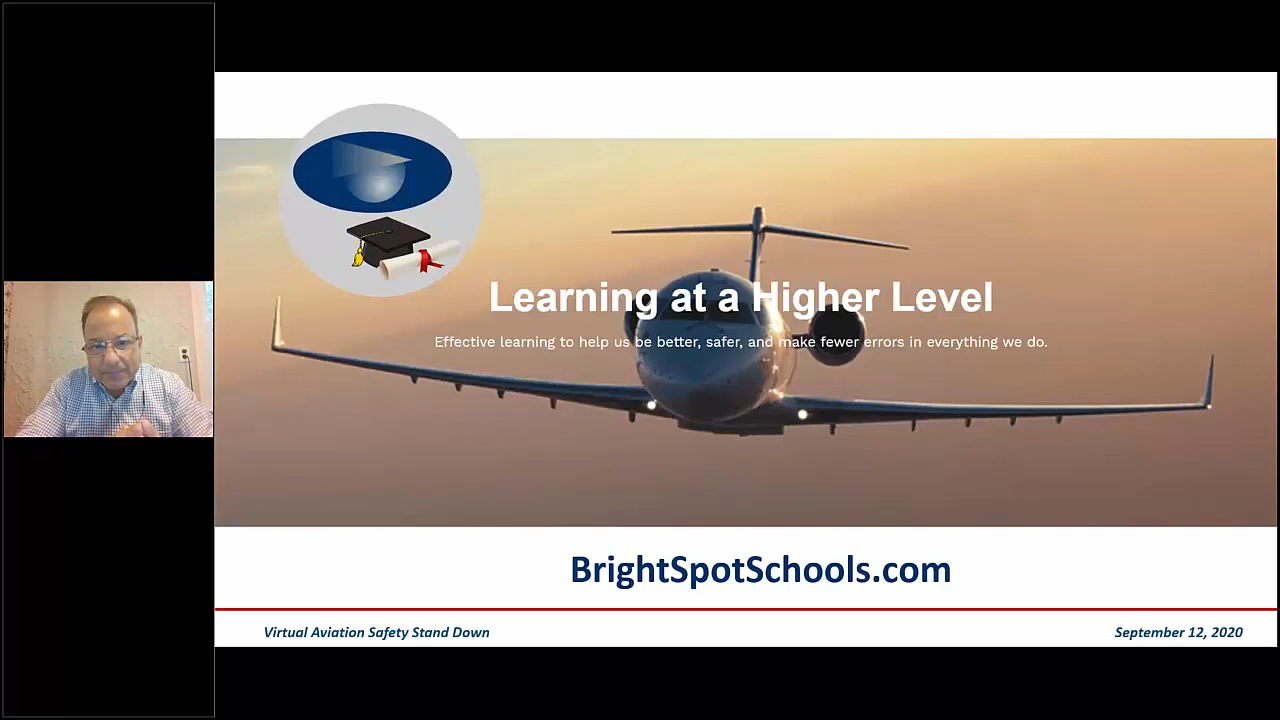 Learning at a Higher Level
Effective learning to help us be better, safer, and make fewer errors in everything we do.
BrightSpotSchools.com
Virtual Aviation Safety Stand Down
September 12, 2020